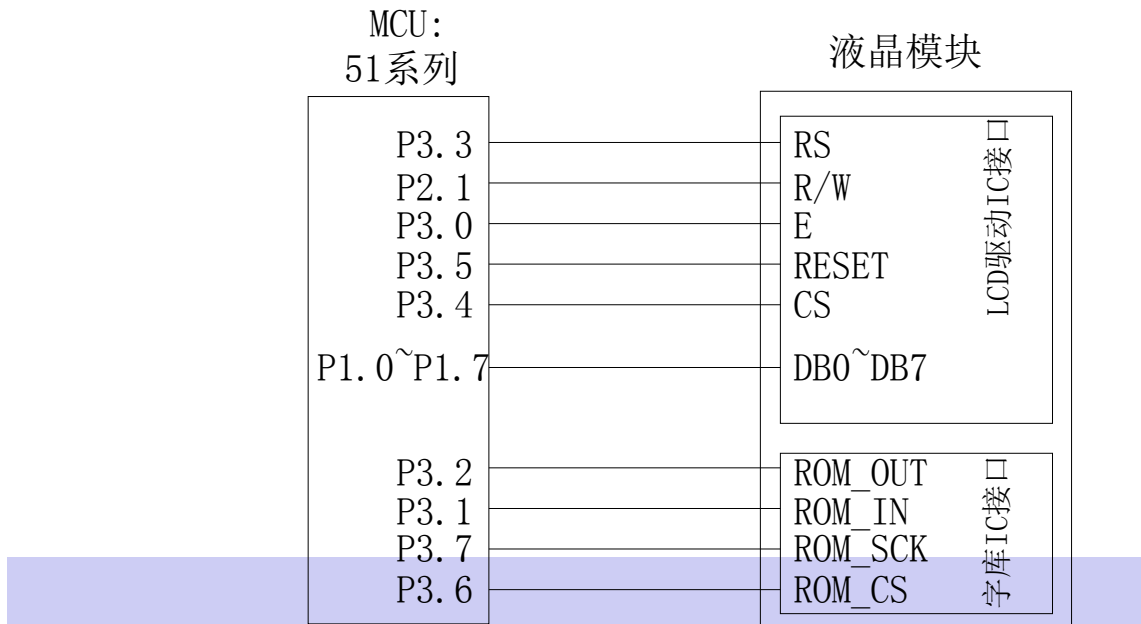 MCU:
51系列
液晶模块
P3.3
RS
P2.1
R/W
P3.0
E
P3.5
RESET
P3.4
CS
P1.0~P1.7
DB0~DB7
LCD驱动IC接口
P3.2
ROM_OUT
P3.1
ROM_IN
P3.7
ROM_SCK
P3.6
ROM_CS
字库IC接口